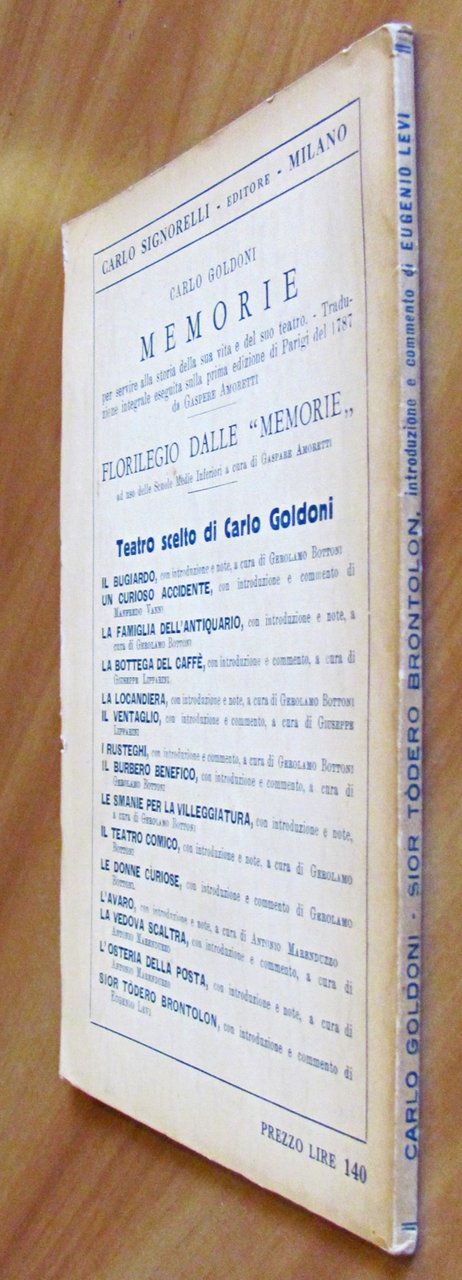 CARLO SIGNORELLI - EDITORE - MILANO
CARLO GOLDONI
MEMORIE
per servire alla storia della sua vita e del suo teatro. - Tradu-
zione integrale eseguita sulla prima edizione di Parigi del 1787
da GASPERE AMORETTI
FLORILEGIO DALLE “MEMORIE„
ad uso delle Scuole Medie Inferiori a cura di GASPARE AMORETTI
Teatro scelto di Carlo Goldoni
IL BUGIARDO, con introduzione e note, a cura di GEROLAMO BOTTONI
UN CURIOSO ACCIDENTE, con introduzione e commento di
MANFREDO VANNI
LA FAMIGLIA DELL'ANTIQUARIO, con introduzione e note, a
cura di GEROLAMO BOTTONI
LA BOTTEGA DEL CAFFÈ, con introduzione e commento, a cura di
GIUSEPPE LIPPARINI.
LA LOCANDIERA, con introduzione e note, a cura di GEROLAMO BOTTONI
IL VENTAGLIO, con introduzione e commento, a cura di GIUSEPPE
LIPPARINI
I RUSTEGHI, con introduzione e commento, a cura di GEROLAMO BOTTONI
IL BURBERO BENEFICO, con introduzione e commento, a cura di
GEROLAMO BOTTONI
LE SMANIE PER LA VILLEGGIATURA, con introduzione e note,
a cura di GEROLAMO BOTTONI
IL TEATRO COMICO, con introduzione e note, a cura di GEROLAMO
BOTTONI
LE DONNE CURIOSE, con introduzione e commento di GEROLAMO
BOTTONI.
L'AVARO, con introduzione e note, a cura di ANTONIO MARENDUZZO
LA VEDOVA SCALTRA, con introduzione e commento, a cura di
ANTONIO MARENDUZZO
L'OSTERIA DELLA POSTA, con introduzione e note, a cura di
ANTONIO MARENDUZZO
SIOR TÒDERO BRONTOLON, con introduzione e commento di
EUGENIO LEVI.
PREZZO LIRE 140
CARLO GOLDONI - SIOR TÒDERO BRONTOLON, introduzione e commento di EUGENIO LEVI